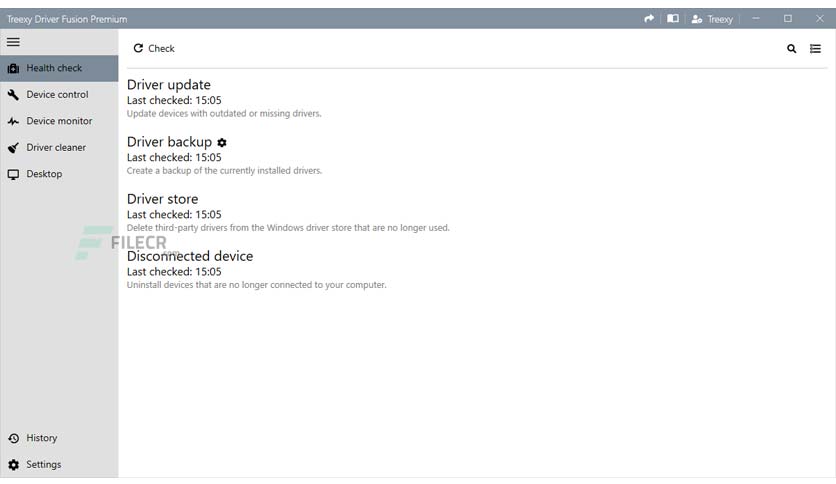 Treexy Driver Fusion Premium
Treexy
Check
Health check
Device control
Device monitor
Driver cleaner
Desktop
History
Settings
Driver update
Last checked: 15:05
Update devices with outdated or missing drivers.
Driver backup
Last checked: 15:05
Create a backup of the currently installed drivers.
Driver store
Last checked: 15:05
Delete third-party drivers from the Windows driver store that are no longer used.
FILECR
.com
Disconnected device
Last checked: 15:05
Uninstall devices that are no longer connected to your computer.